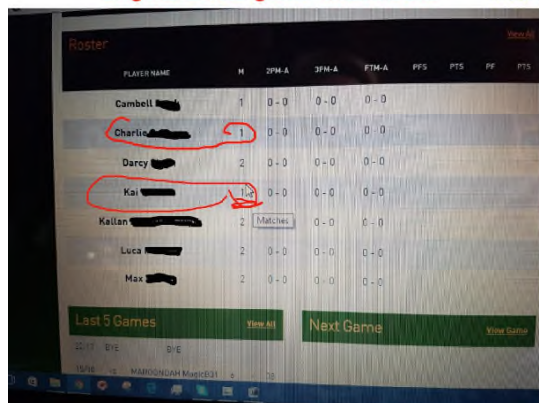 Roster View All
PLAYER NAME M 2PM-A 3PM-A FTM-A PFS PTS PF PTS
Cambell 1 0 - 0 0 - 0 0 - 0
Charlie 1 0 - 0 0 - 0 0 - 0
Darcy 2 0 - 0 0 - 0 0 - 0
Kai 1 0 - 0 0 - 0 0 - 0
Kallan 2 Matches 0 - 0 0 - 0
Luca 2 0 - 0 0 - 0 0 - 0
Max 2 0 - 0 0 - 0 0 - 0
Last 5 Games View All Next Game View Game
BYE BYE
MAROONDAH Magic B31